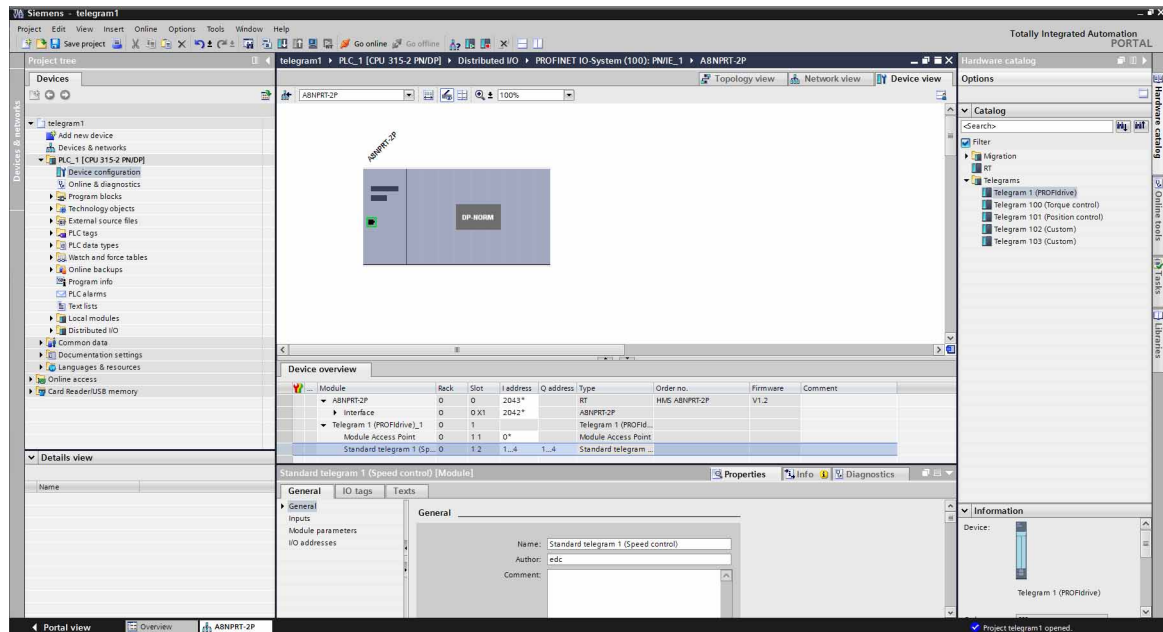 Siemens - telegram1
Project Edit View Insert Online Options Tools Window Help
Totally Integrated Automation
PORTAL
Save project
Go online
Go offline
Project tree
telegram1 PLC_1 [CPU 315-2 PN/DP] Distributed I/O PROFINET IO-System (100): PN/IE_1 A8NPRT-2P
Hardware catalog
Devices
Topology view
Network view
Device view
Options
A8NPRT-2P
100%
Catalog
<Search>
Filter
Migration
RT
Telegrams
Telegram 1 (PROFIdrive)
Telegram 100 (Torque control)
Telegram 101 (Position control)
Telegram 102 (Custom)
Telegram 103 (Custom)
telegram1
Add new device
Devices & networks
PLC_1 [CPU 315-2 PN/DP]
Device configuration
Online & diagnostics
Program blocks
Technology objects
External source files
PLC tags
PLC data types
Watch and force tables
Online backups
Program info
PLC alarms
Text lists
Local modules
Distributed I/O
Common data
Documentation settings
Languages & resources
Online access
Card Reader/USB memory
Devices & networks
A8NPRT-2P
DP-NORM
Hardware catalog
Online tools
Tasks
Libraries
Device overview
... Module Rack Slot I address Q address Type Order no. Firmware Comment
A8NPRT-2P 0 0 2043* RT HMS A8NPRT-2P V1.2
Interface 0 0 X1 2042* A8NPRT-2P
Telegram 1 (PROFIdrive)_1 0 1 Telegram 1 (PROFId...
Module Access Point 0 1 1 0* Module Access Point
Standard telegram 1 (Sp... 0 1 2 1...4 1...4 Standard telegram ...
Details view
Name
Standard telegram 1 (Speed control) [Module]
Properties
Info
Diagnostics
General IO tags Texts
General
Inputs
Module parameters
I/O addresses
General
Name: Standard telegram 1 (Speed control)
Author: edc
Comment:
Information
Device:
Telegram 1 (PROFIdrive)
Portal view
Overview
A8NPRT-2P
Project telegram1 opened.